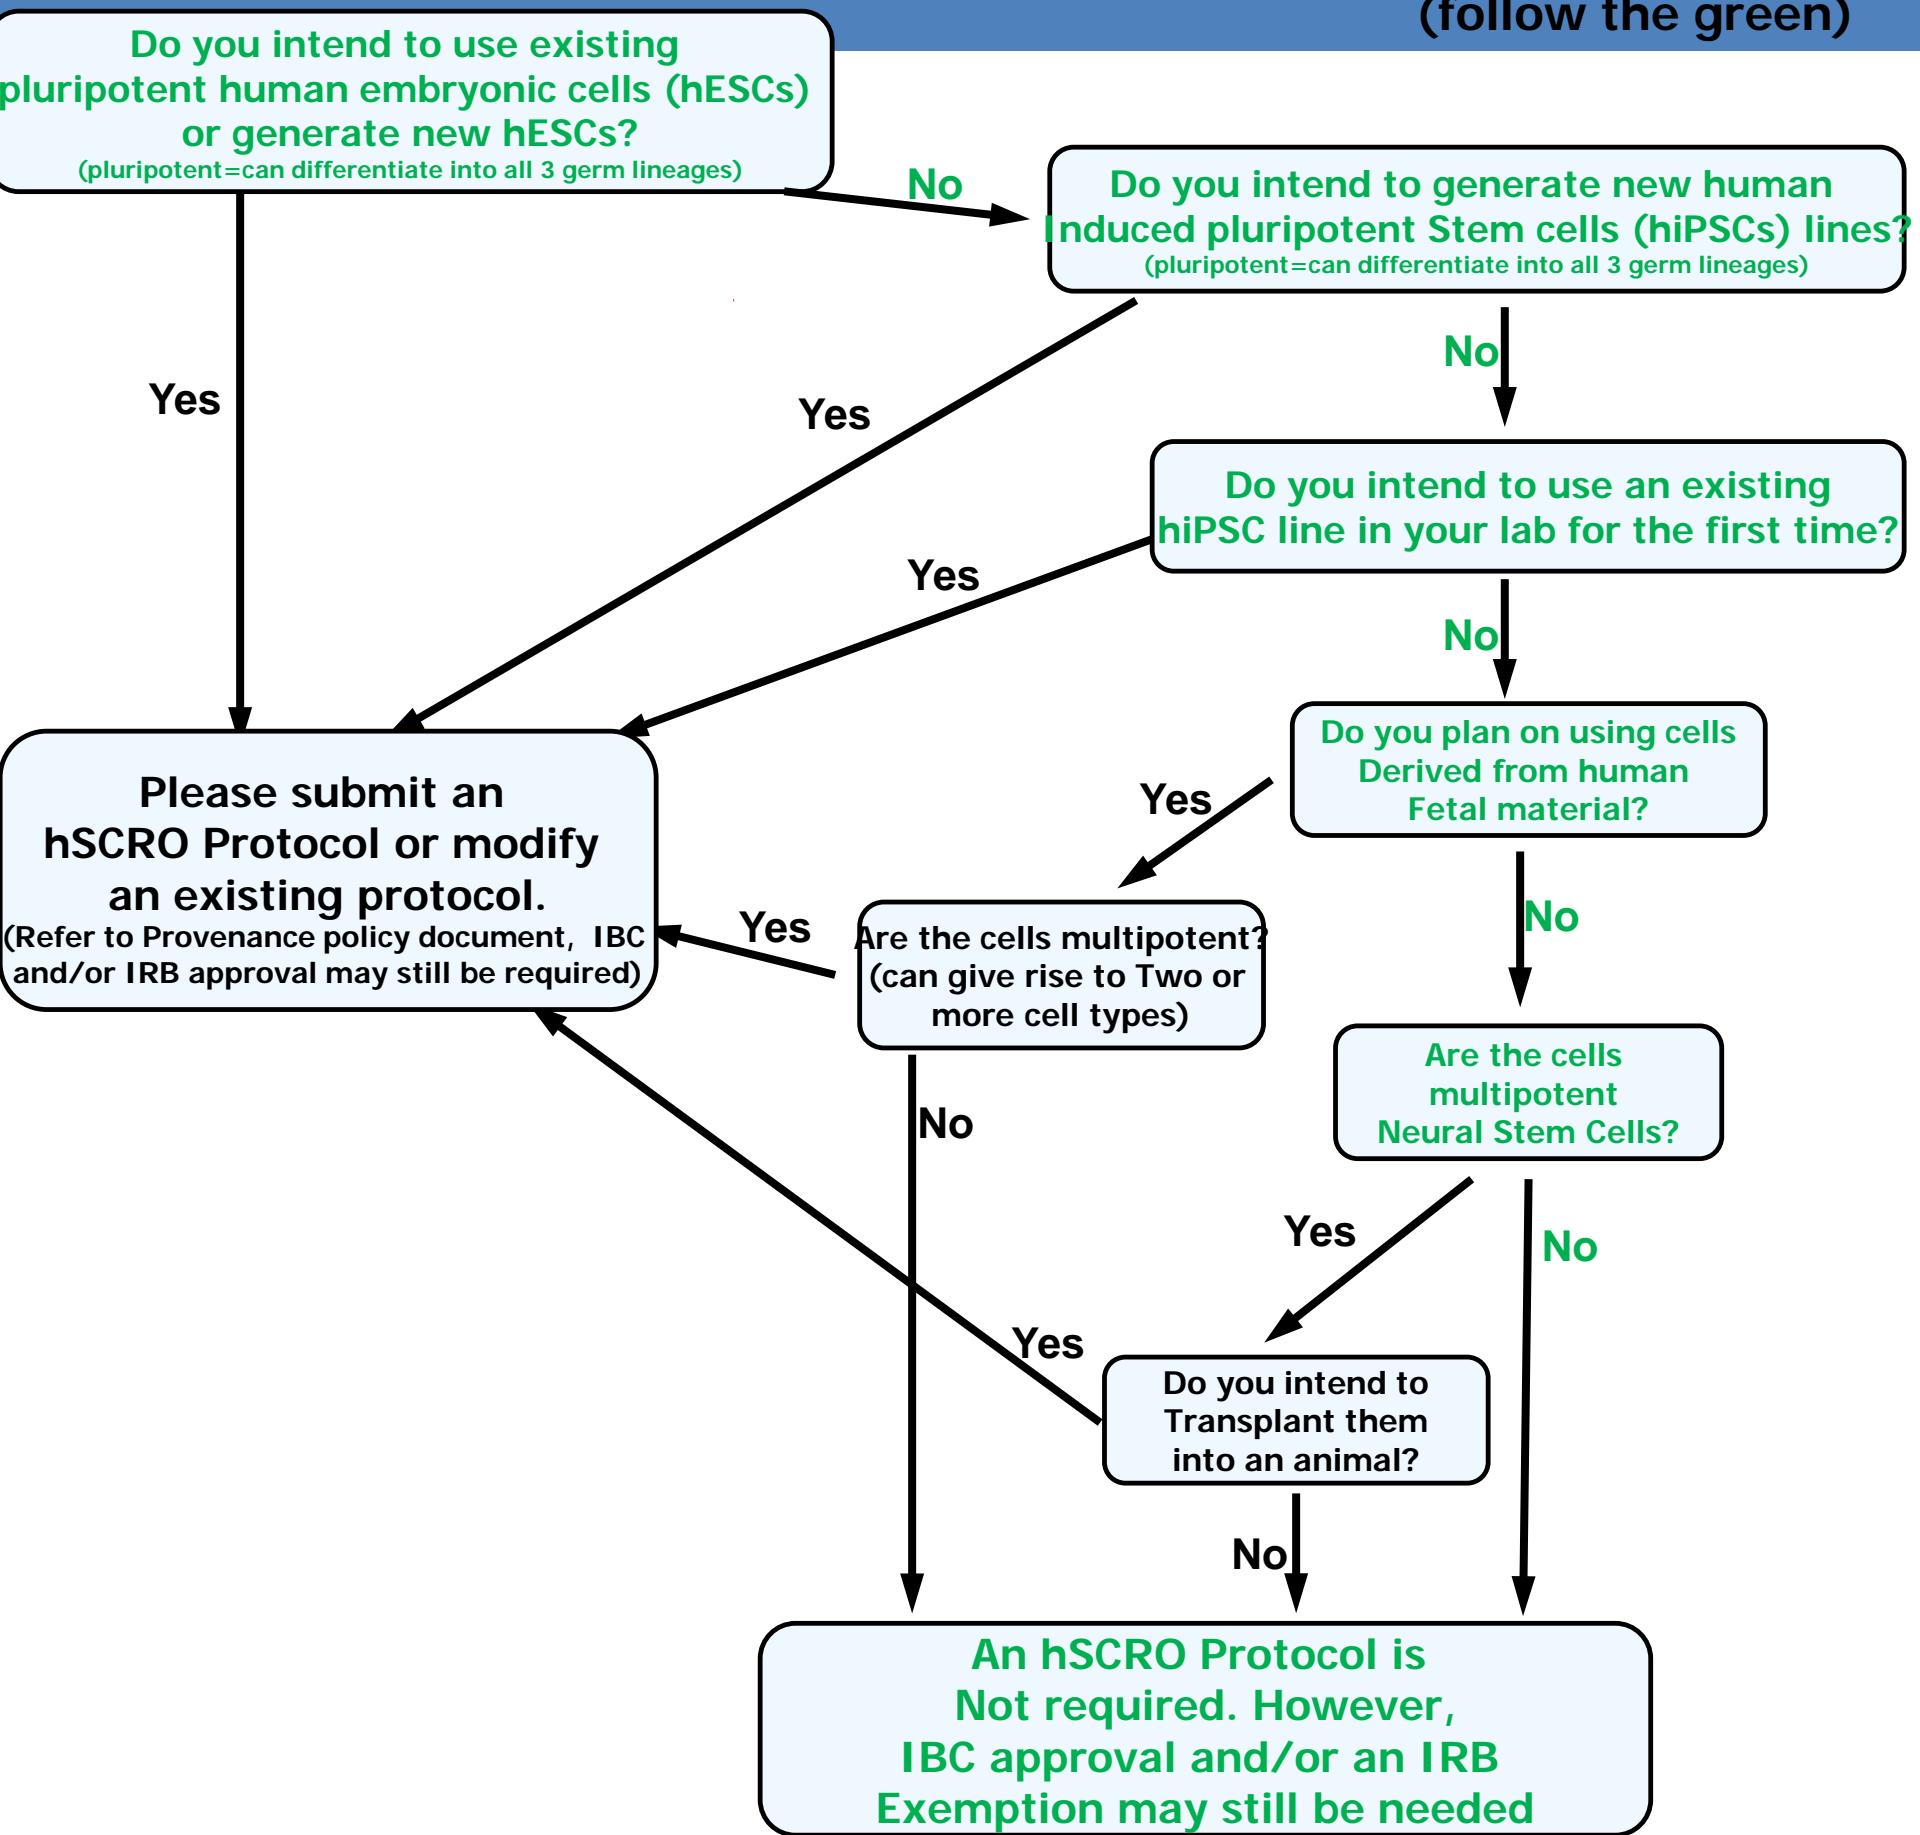 (follow the green)
Do you intend to use existing
pluripotent human embryonic cells (hESCs)
or generate new hESCs?
(pluripotent=can differentiate into all 3 germ lineages)
No
Do you intend to generate new human
Induced pluripotent Stem cells (hiPSCs) lines?
(pluripotent=can differentiate into all 3 germ lineages)
No
Yes
Yes
Do you intend to use an existing
hiPSC line in your lab for the first time?
Yes
No
Do you plan on using cells
Derived from human
Fetal material?
Please submit an
hSCRO Protocol or modify
an existing protocol.
(Refer to Provenance policy document, IBC
and/or IRB approval may still be required)
Yes
Yes
Are the cells multipotent?
(can give rise to Two or
more cell types)
No
Are the cells
multipotent
Neural Stem Cells?
No
Yes
No
Yes
Do you intend to
Transplant them
into an animal?
No
An hSCRO Protocol is
Not required. However,
IBC approval and/or an IRB
Exemption may still be needed